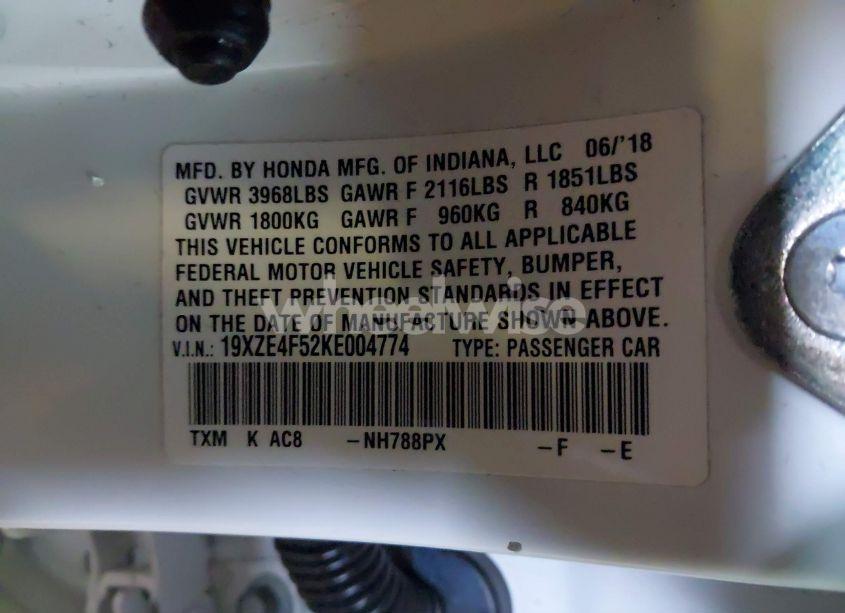 MFD. BY HONDA MFG. OF INDIANA, LLC 06/'18
GVWR 3968LBS GAWR F 2116LBS R 1851LBS
GVWR 1800KG GAWR F 960KG R 840KG
THIS VEHICLE CONFORMS TO ALL APPLICABLE
FEDERAL MOTOR VEHICLE SAFETY, BUMPER,
AND THEFT PREVENTION STANDARDS IN EFFECT
wheelwise
ON THE DATE OF MANUFACTURE SHOWN ABOVE.
V.I.N.: 19XZE4F52KE004774 TYPE: PASSENGER CAR
TXM K AC8 -NH788PX -F -E